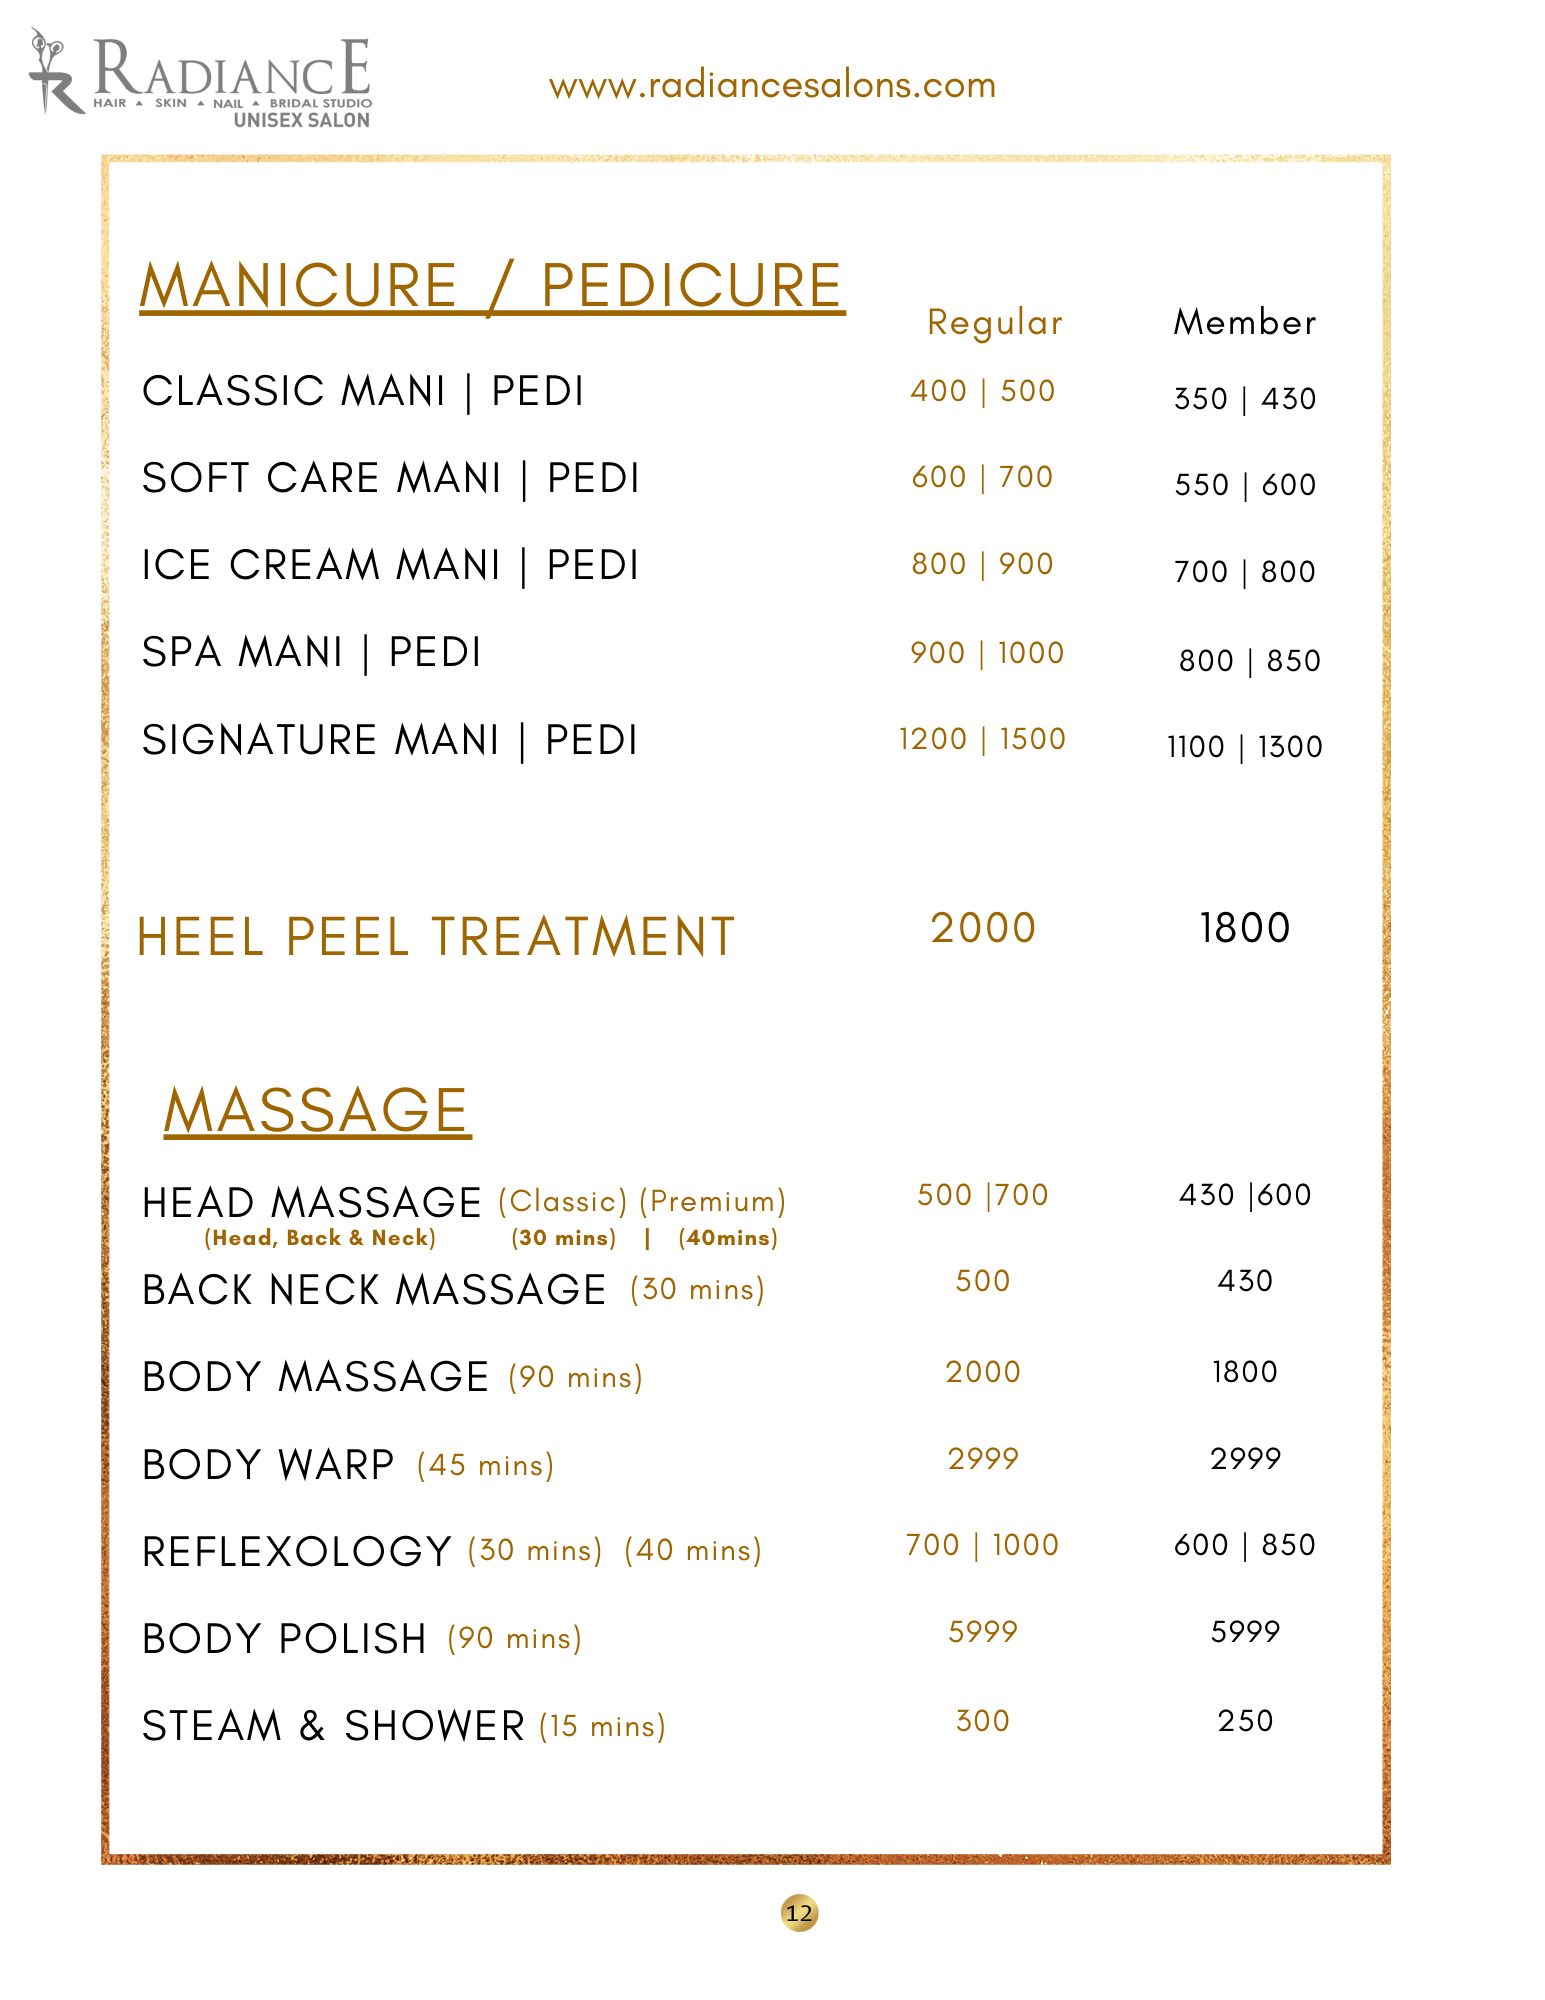 RADIANCE
HAIR ▲ SKIN ▲ NAIL ▲ BRIDAL STUDIO
UNISEX SALON
www.radiancesalons.com
MANICURE / PEDICURE
Regular Member
CLASSIC MANI | PEDI 400 | 500 350 | 430
SOFT CARE MANI | PEDI 600 | 700 550 | 600
ICE CREAM MANI | PEDI 800 | 900 700 | 800
SPA MANI | PEDI 900 | 1000 800 | 850
SIGNATURE MANI | PEDI 1200 | 1500 1100 | 1300
HEEL PEEL TREATMENT 2000 1800
MASSAGE
HEAD MASSAGE (Classic) (Premium) 500 |700 430 |600
(Head, Back & Neck) (30 mins) | (40mins)
BACK NECK MASSAGE (30 mins) 500 430
BODY MASSAGE (90 mins) 2000 1800
BODY WARP (45 mins) 2999 2999
REFLEXOLOGY (30 mins) (40 mins) 700 | 1000 600 | 850
BODY POLISH (90 mins) 5999 5999
STEAM & SHOWER (15 mins) 300 250
12